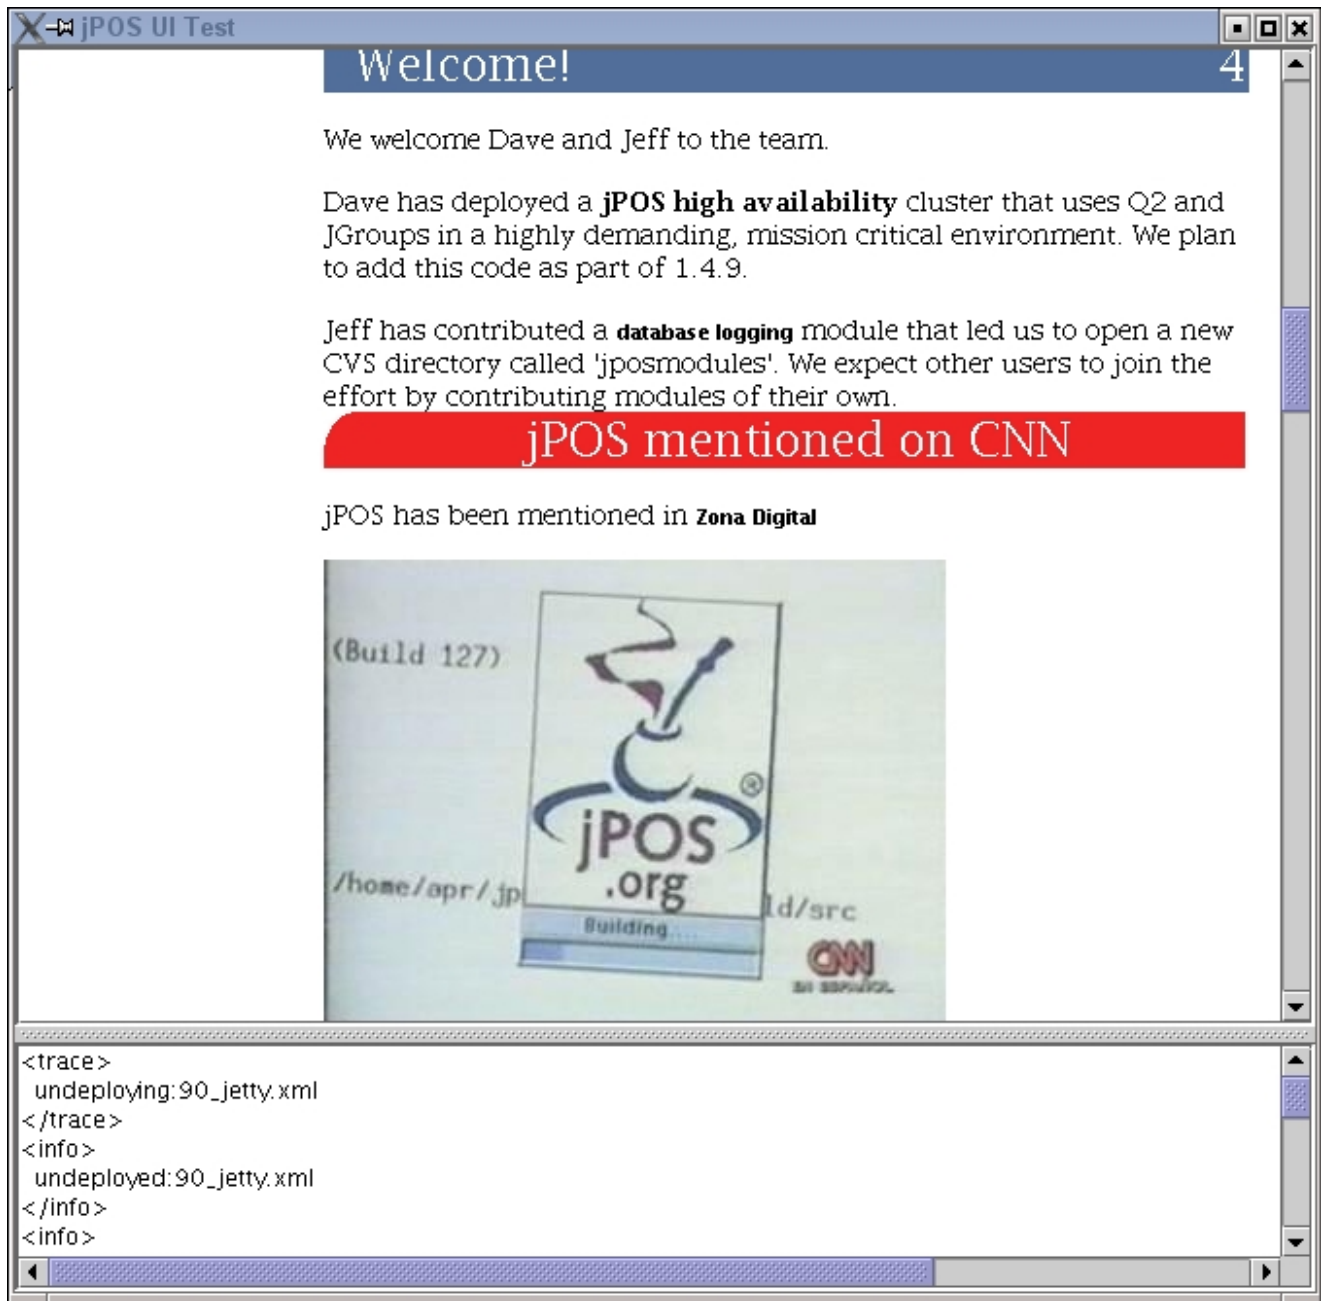 jPOS UI Test
Welcome! 4
We welcome Dave and Jeff to the team.
Dave has deployed a jPOS high availability cluster that uses Q2 and
JGroups in a highly demanding, mission critical environment. We plan
to add this code as part of 1.4.9.
Jeff has contributed a database logging module that led us to open a new
CVS directory called 'jposmodules'. We expect other users to join the
effort by contributing modules of their own.
jPOS mentioned on CNN
jPOS has been mentioned in Zona Digital
(Build 127)
®
jPOS
.org
/home/apr/jp ld/src
Building....
CNN
EN ESPAÑOL
<trace>
undeploying:90_jetty.xml
</trace>
<info>
undeployed:90_jetty.xml
</info>
<info>